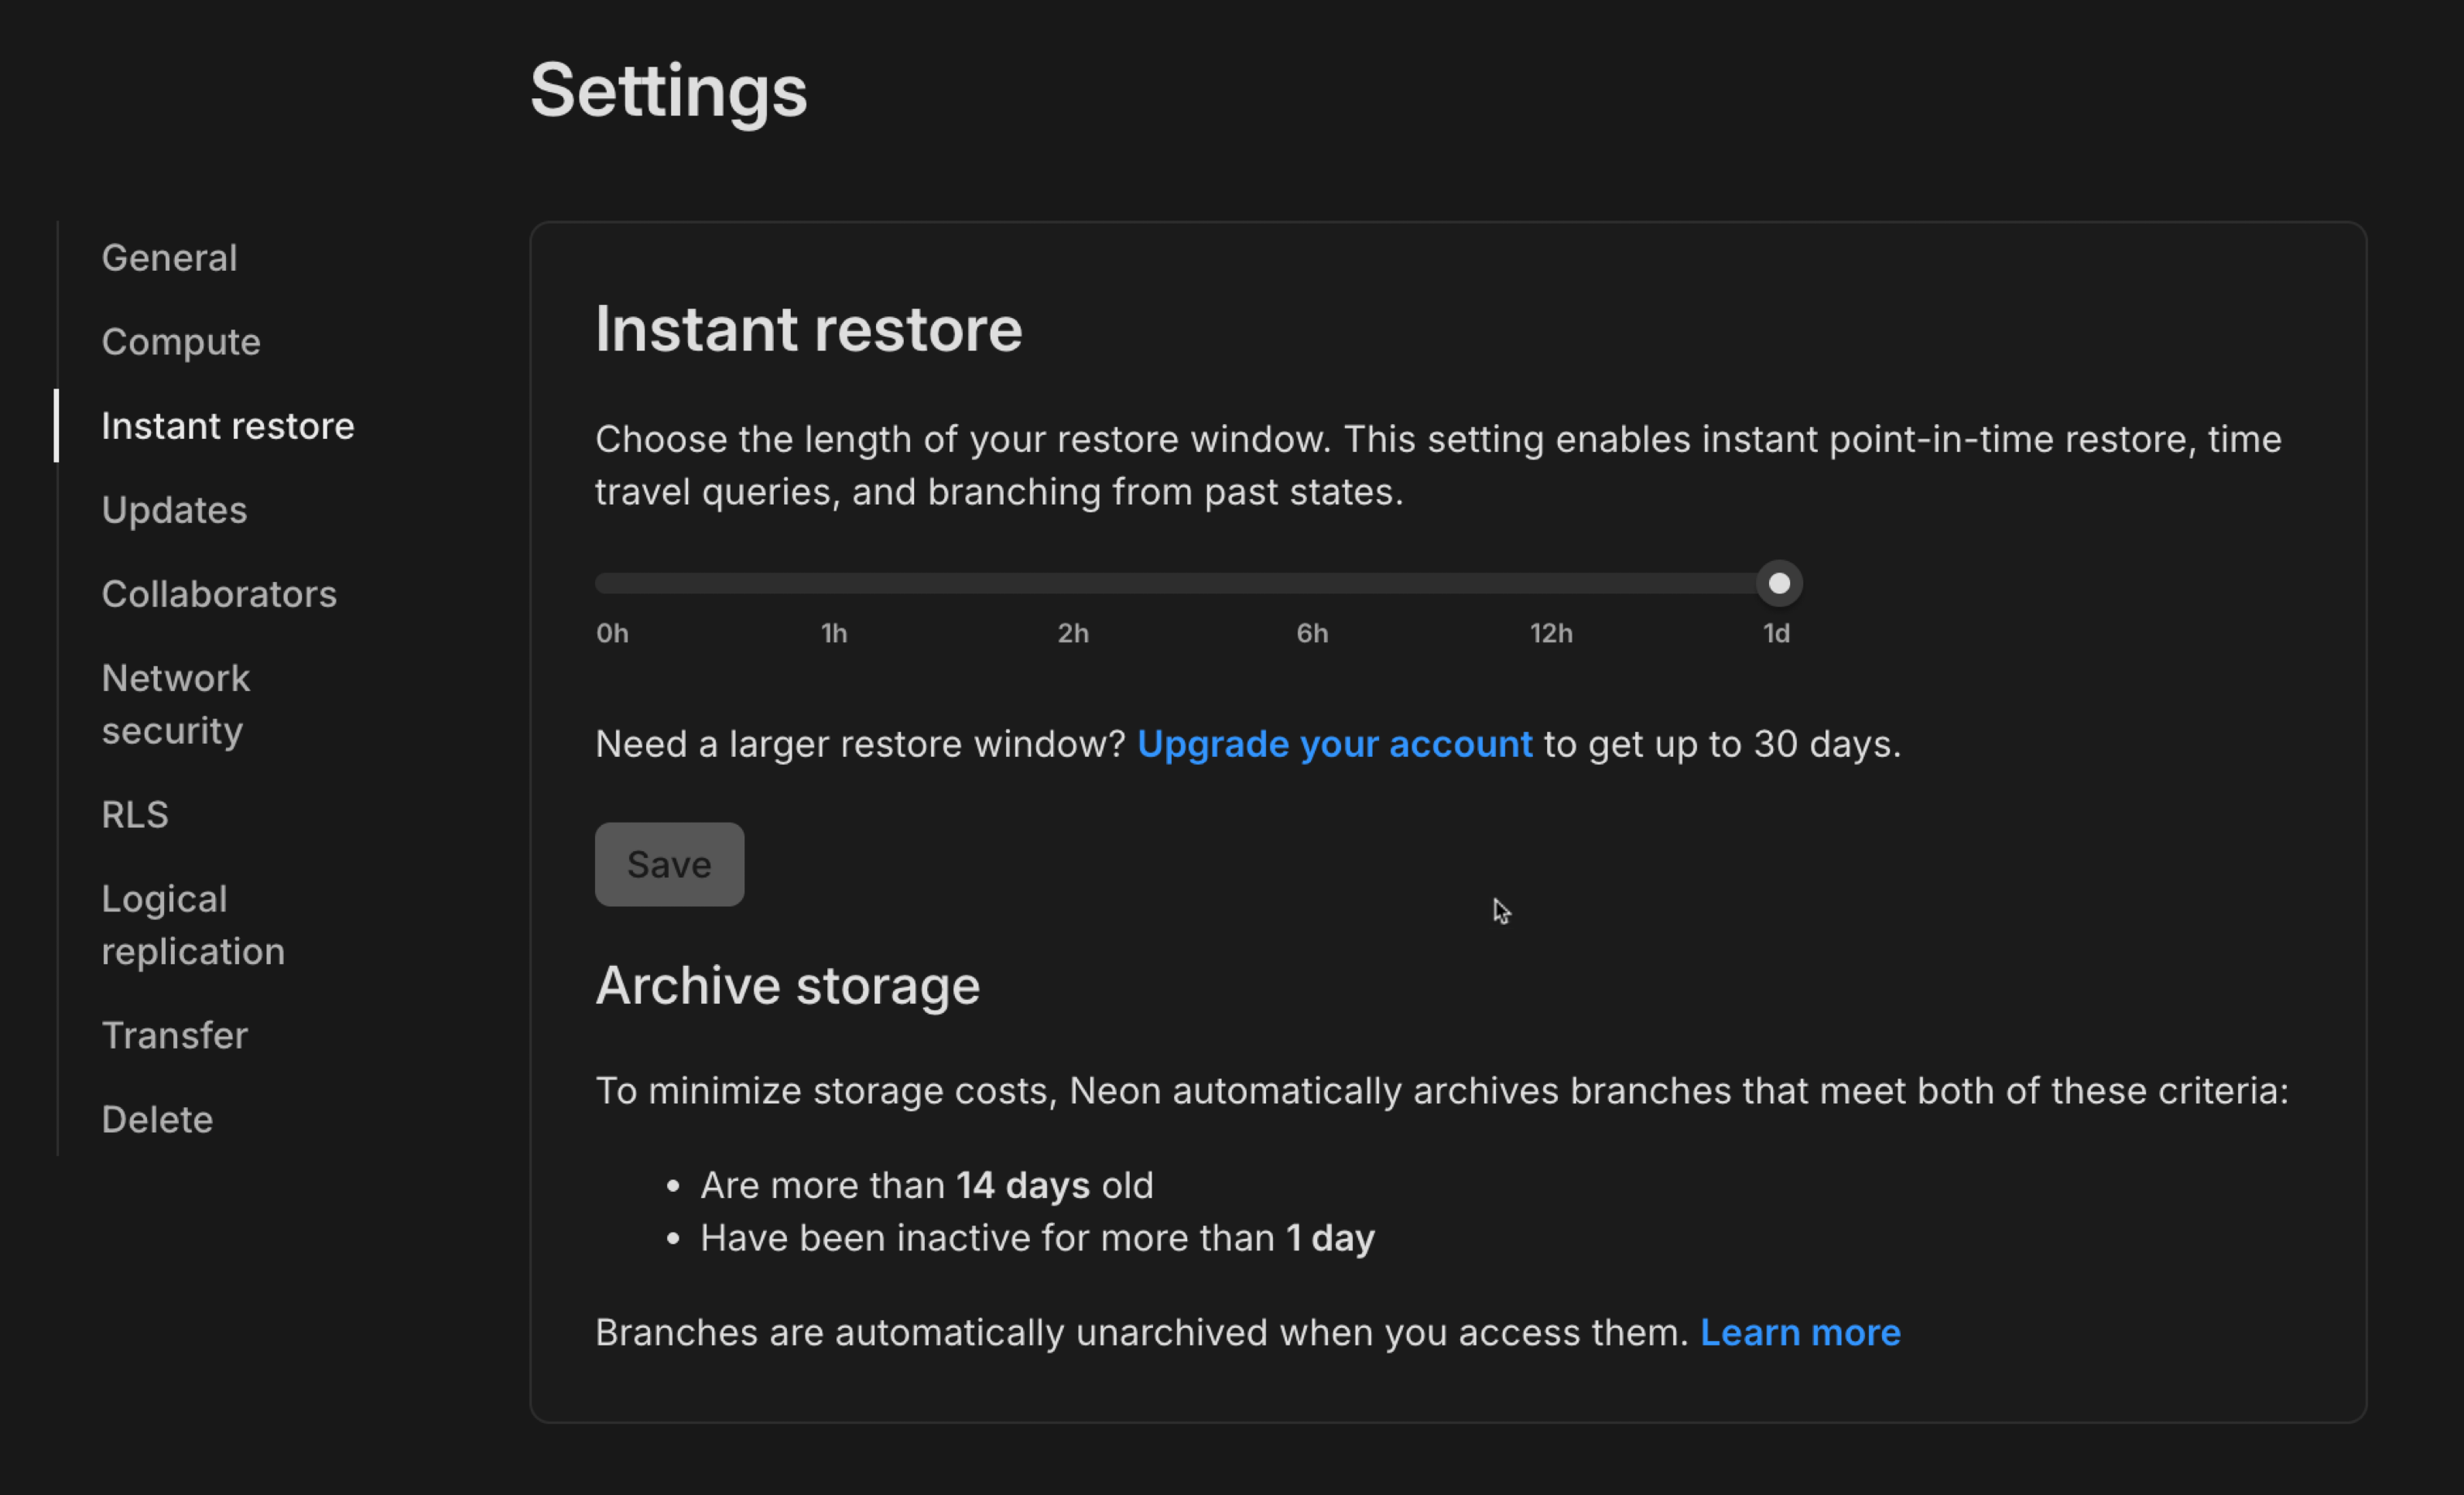 Settings
General
Compute
Instant restore
Updates
Collaborators
Network
security
RLS
Logical
replication
Transfer
Delete
Instant restore
Choose the length of your restore window. This setting enables instant point-in-time restore, time
travel queries, and branching from past states.
0h 1h 2h 6h 12h 1d
Need a larger restore window? Upgrade your account to get up to 30 days.
Save
Archive storage
To minimize storage costs, Neon automatically archives branches that meet both of these criteria:
• Are more than 14 days old
• Have been inactive for more than 1 day
Branches are automatically unarchived when you access them. Learn more